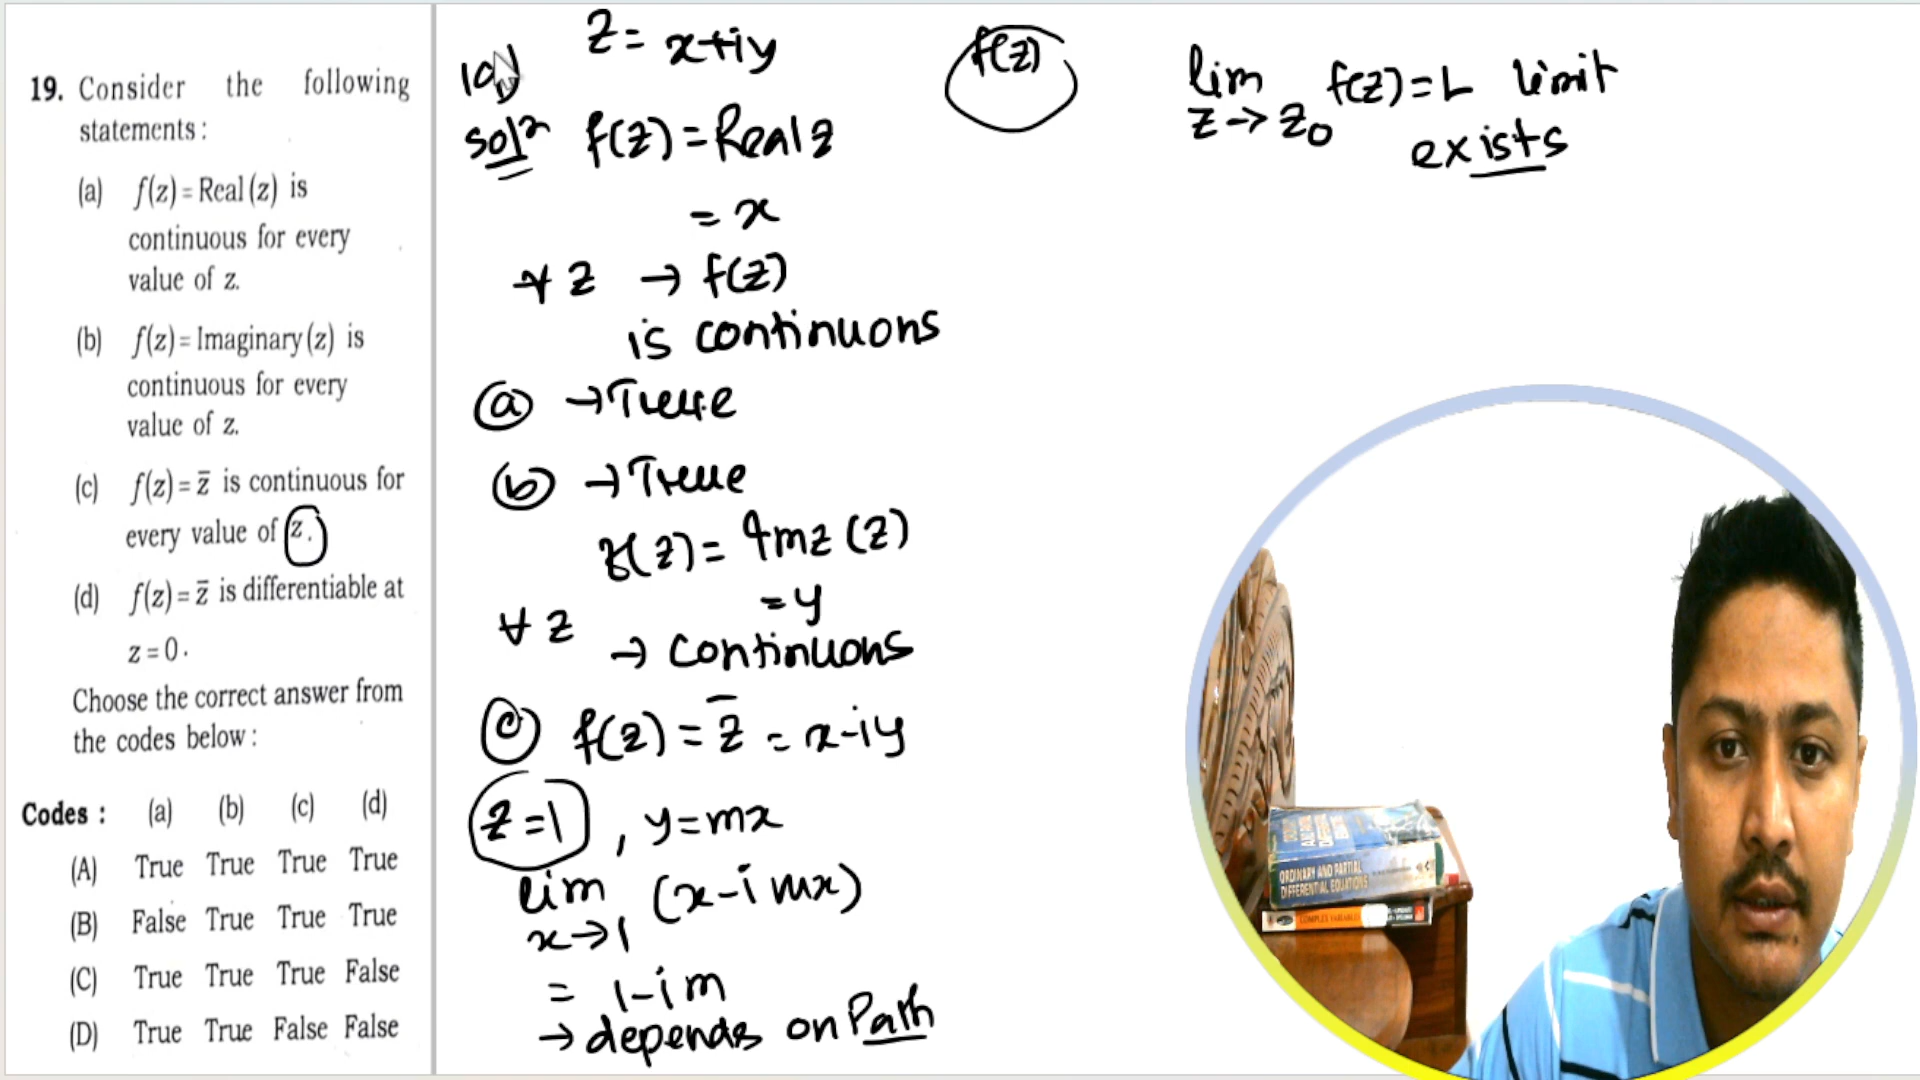 19. Consider the following
statements :
(a) f(z) = Real (z) is
continuous for every
value of z.
(b) f(z) = Imaginary (z) is
continuous for every
value of z.
(c) f(z) = z̄ is continuous for
every value of z.
(d) f(z) = z̄ is differentiable at
z = 0.
Choose the correct answer from
the codes below :
Codes : (a) (b) (c) (d)
(A) True True True True
(B) False True True True
(C) True True True False
(D) True True False False
z = x+iy
19)
Solⁿ f(z) = Real z
= x
∀ z → f(z)
is continuous
(a) → True
(b) → True
f(z) = Imz (z)
= y
∀ z → continuous
(c) f(z) = z̄ = x-iy
z=1 , y=mx
lim (x-imx)
x→1
= 1-im
→ depends on Path
f(z)
lim f(z) = L limit
z→z₀ exists
ORDINARY AND PARTIAL
DIFFERENTIAL EQUATIONS
COMPLEX VARIABLES